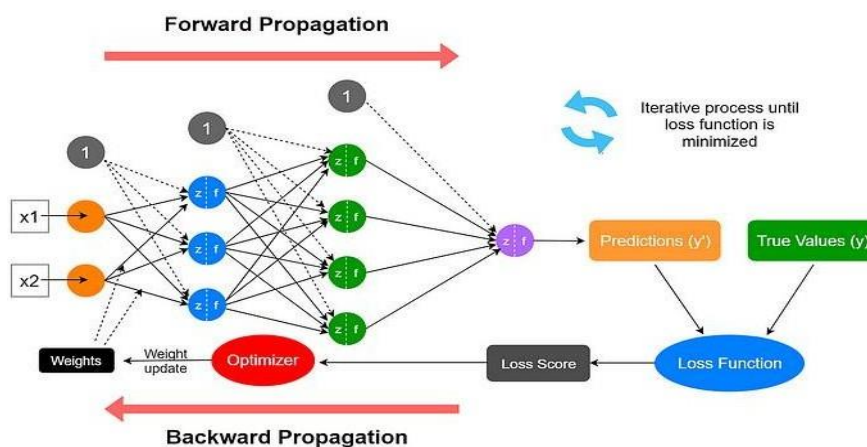 Forward Propagation
1
1
1
Iterative process until
loss function is
minimized
x1
x2
z f
z f
z f
z f
z f
z f
z f
z f
Predictions (y')
True Values (y)
Weights
Weight
update
Optimizer
Loss Score
Loss Function
Backward Propagation